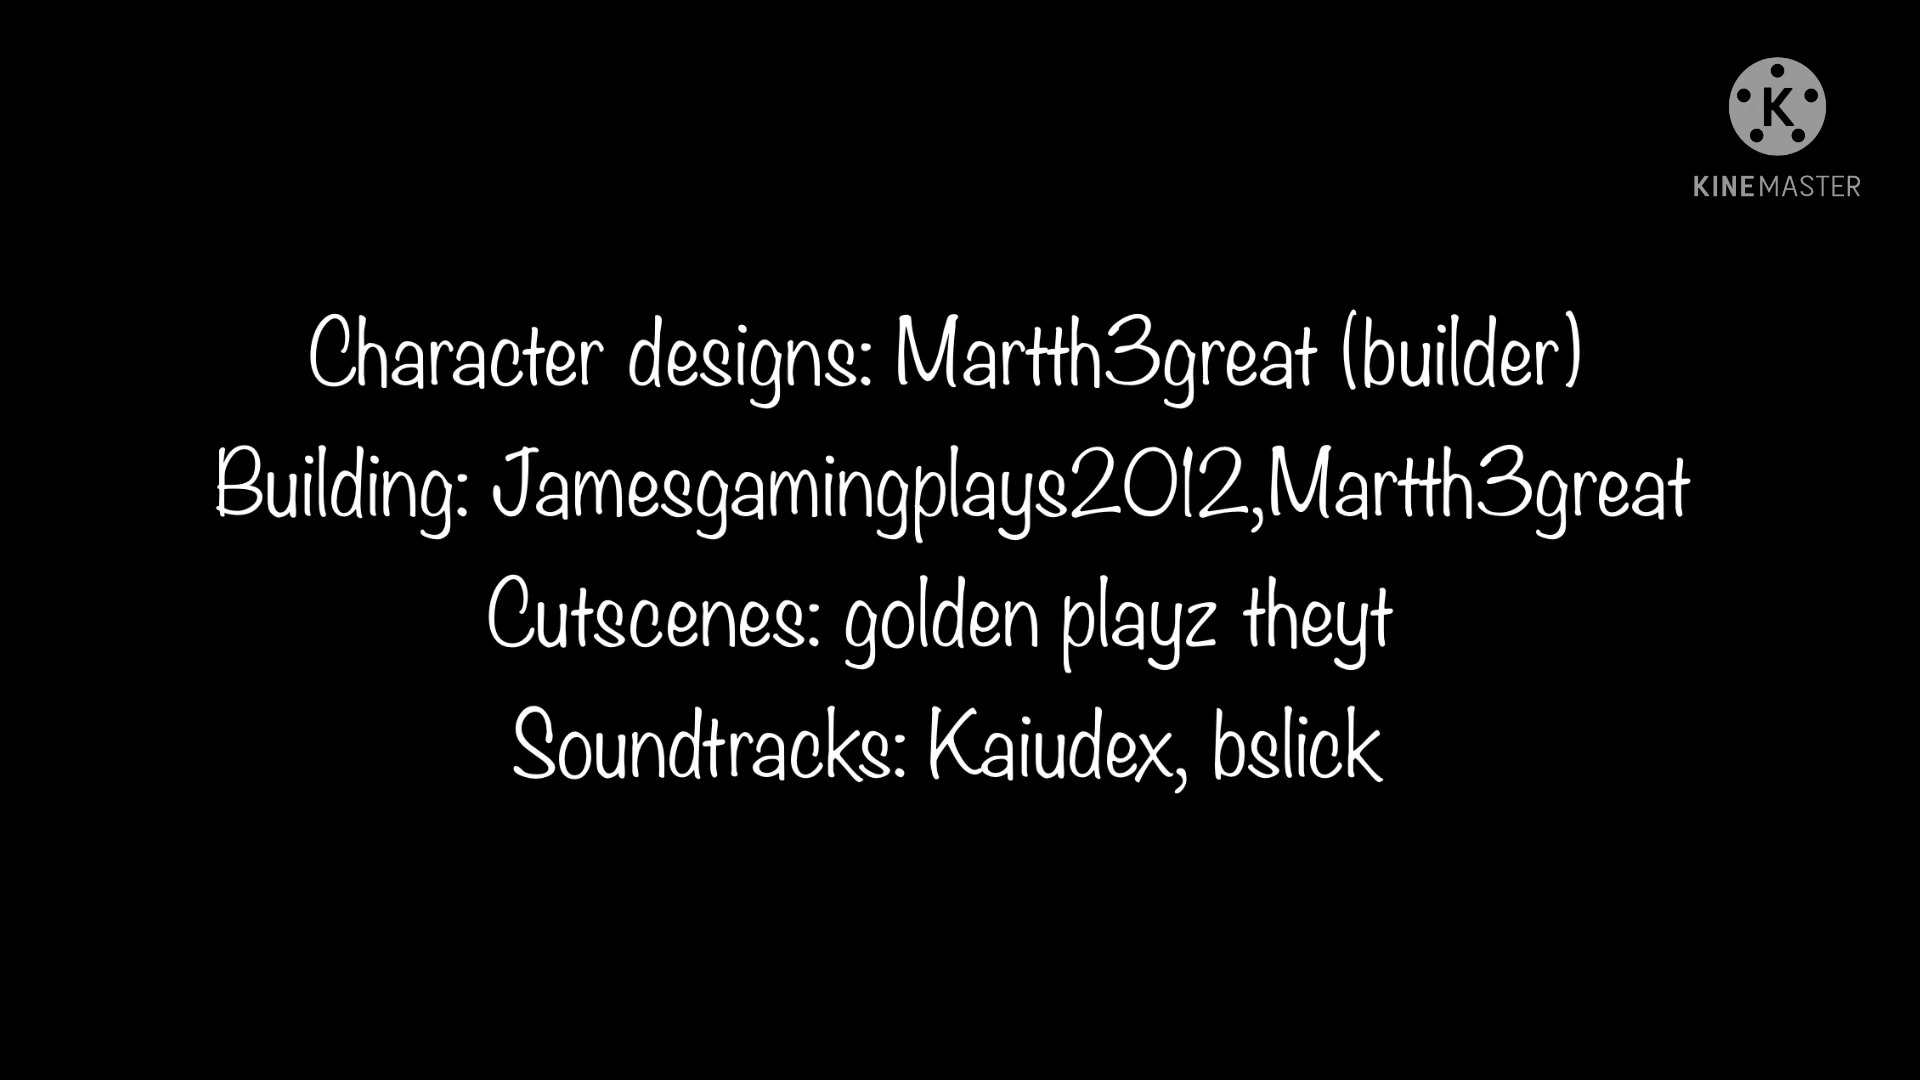 K
KINEMASTER
Character designs: Martth3great (builder)
Building: Jamesgamingplays2012,Martth3great
Cutscenes: golden playz theyt
Soundtracks: Kaiudex, bslick